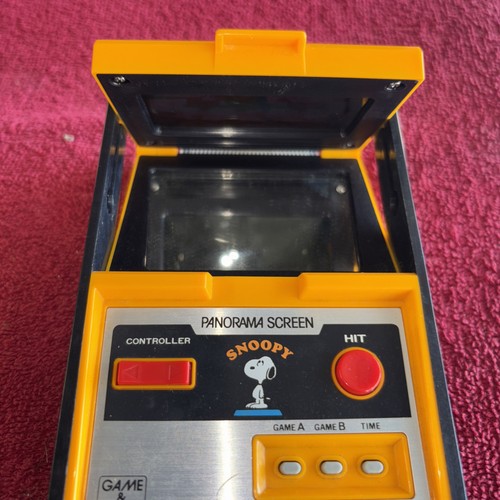 PANORAMA SCREEN
CONTROLLER
SNOOPY
HIT
GAME A GAME B TIME
GAME
&